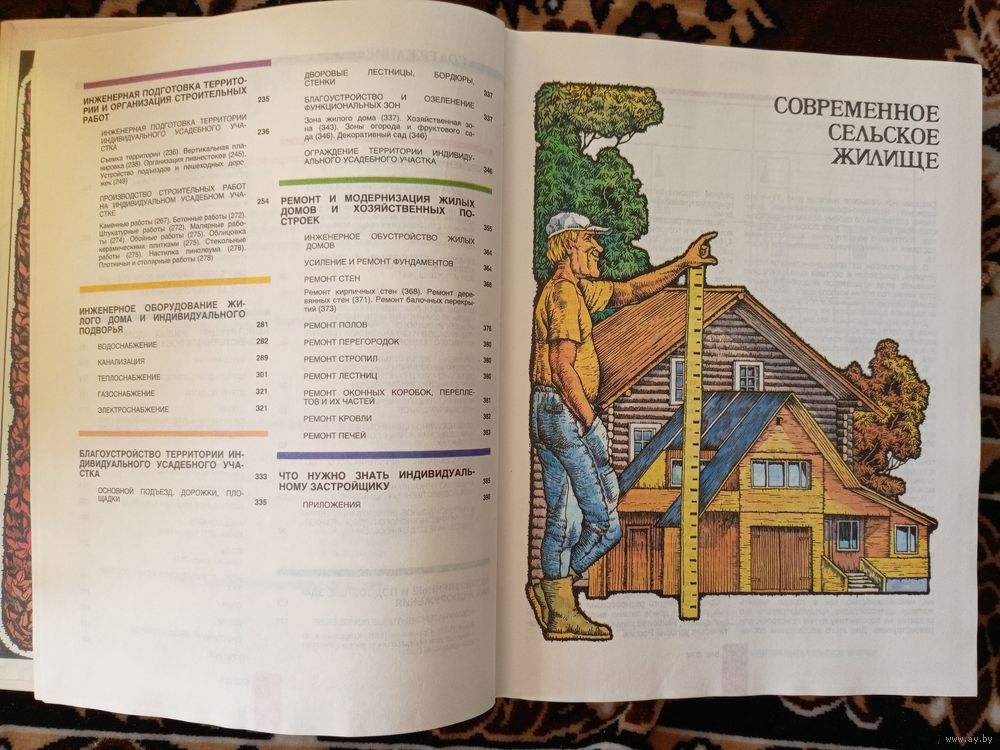 ИНЖЕНЕРНАЯ ПОДГОТОВКА ТЕРРИТО-
РИИ И ОРГАНИЗАЦИЯ СТРОИТЕЛЬНЫХ
РАБОТ 235
ИНЖЕНЕРНАЯ ПОДГОТОВКА ТЕРРИТОРИИ
ИНДИВИДУАЛЬНОГО УСАДЕБНОГО УЧА-
СТКА 236
Съемка территории (236). Вертикальная пла-
нировка (238). Организация ливнестоков (245).
Устройство подъездов и пешеходных доро-
жек (249)
ПРОИЗВОДСТВО СТРОИТЕЛЬНЫХ РАБОТ
НА ИНДИВИДУАЛЬНОМ УСАДЕБНОМ УЧА-
СТКЕ 254
Каменные работы (267). Бетонные работы (272).
Штукатурные работы (272). Малярные рабо-
ты (274). Обойные работы (275). Облицовка
керамическими плитками (275). Стекольные
работы (275). Настилка линолеума (278).
Плотничьи и столярные работы (278)
ИНЖЕНЕРНОЕ ОБОРУДОВАНИЕ ЖИ-
ЛОГО ДОМА И ИНДИВИДУАЛЬНОГО
ПОДВОРЬЯ 281
ВОДОСНАБЖЕНИЕ 282
КАНАЛИЗАЦИЯ 289
ТЕПЛОСНАБЖЕНИЕ 301
ГАЗОСНАБЖЕНИЕ 321
ЭЛЕКТРОСНАБЖЕНИЕ 321
БЛАГОУСТРОЙСТВО ТЕРРИТОРИИ ИН-
ДИВИДУАЛЬНОГО УСАДЕБНОГО УЧА-
СТКА 333
ОСНОВНОЙ ПОДЪЕЗД, ДОРОЖКИ, ПЛО-
ЩАДКИ 335
ДВОРОВЫЕ ЛЕСТНИЦЫ, БОРДЮРЫ,
СТЕНКИ 337
БЛАГОУСТРОЙСТВО И ОЗЕЛЕНЕНИЕ
ФУНКЦИОНАЛЬНЫХ ЗОН 337
Зона жилого дома (337). Хозяйственная зо-
на (343). Зоны огорода и фруктового са-
да (346). Декоративный сад (346)
ОГРАЖДЕНИЕ ТЕРРИТОРИИ ИНДИВИДУ-
АЛЬНОГО УСАДЕБНОГО УЧАСТКА 346
РЕМОНТ И МОДЕРНИЗАЦИЯ ЖИЛЫХ
ДОМОВ И ХОЗЯЙСТВЕННЫХ ПО-
СТРОЕК 355
ИНЖЕНЕРНОЕ ОБУСТРОЙСТВО ЖИЛЫХ
ДОМОВ 364
УСИЛЕНИЕ И РЕМОНТ ФУНДАМЕНТОВ 364
РЕМОНТ СТЕН 368
Ремонт кирпичных стен (368). Ремонт дере-
вянных стен (371). Ремонт балочных перекры-
тий (373)
РЕМОНТ ПОЛОВ 376
РЕМОНТ ПЕРЕГОРОДОК 380
РЕМОНТ СТРОПИЛ 380
РЕМОНТ ЛЕСТНИЦ 380
РЕМОНТ ОКОННЫХ КОРОБОК, ПЕРЕПЛЕ-
ТОВ И ИХ ЧАСТЕЙ 381
РЕМОНТ КРОВЛИ 382
РЕМОНТ ПЕЧЕЙ 383
ЧТО НУЖНО ЗНАТЬ ИНДИВИДУАЛЬ-
НОМУ ЗАСТРОЙЩИКУ 385
ПРИЛОЖЕНИЯ 390
СОВРЕМЕННОЕ
СЕЛЬСКОЕ
ЖИЛИЩЕ
www.ay.by